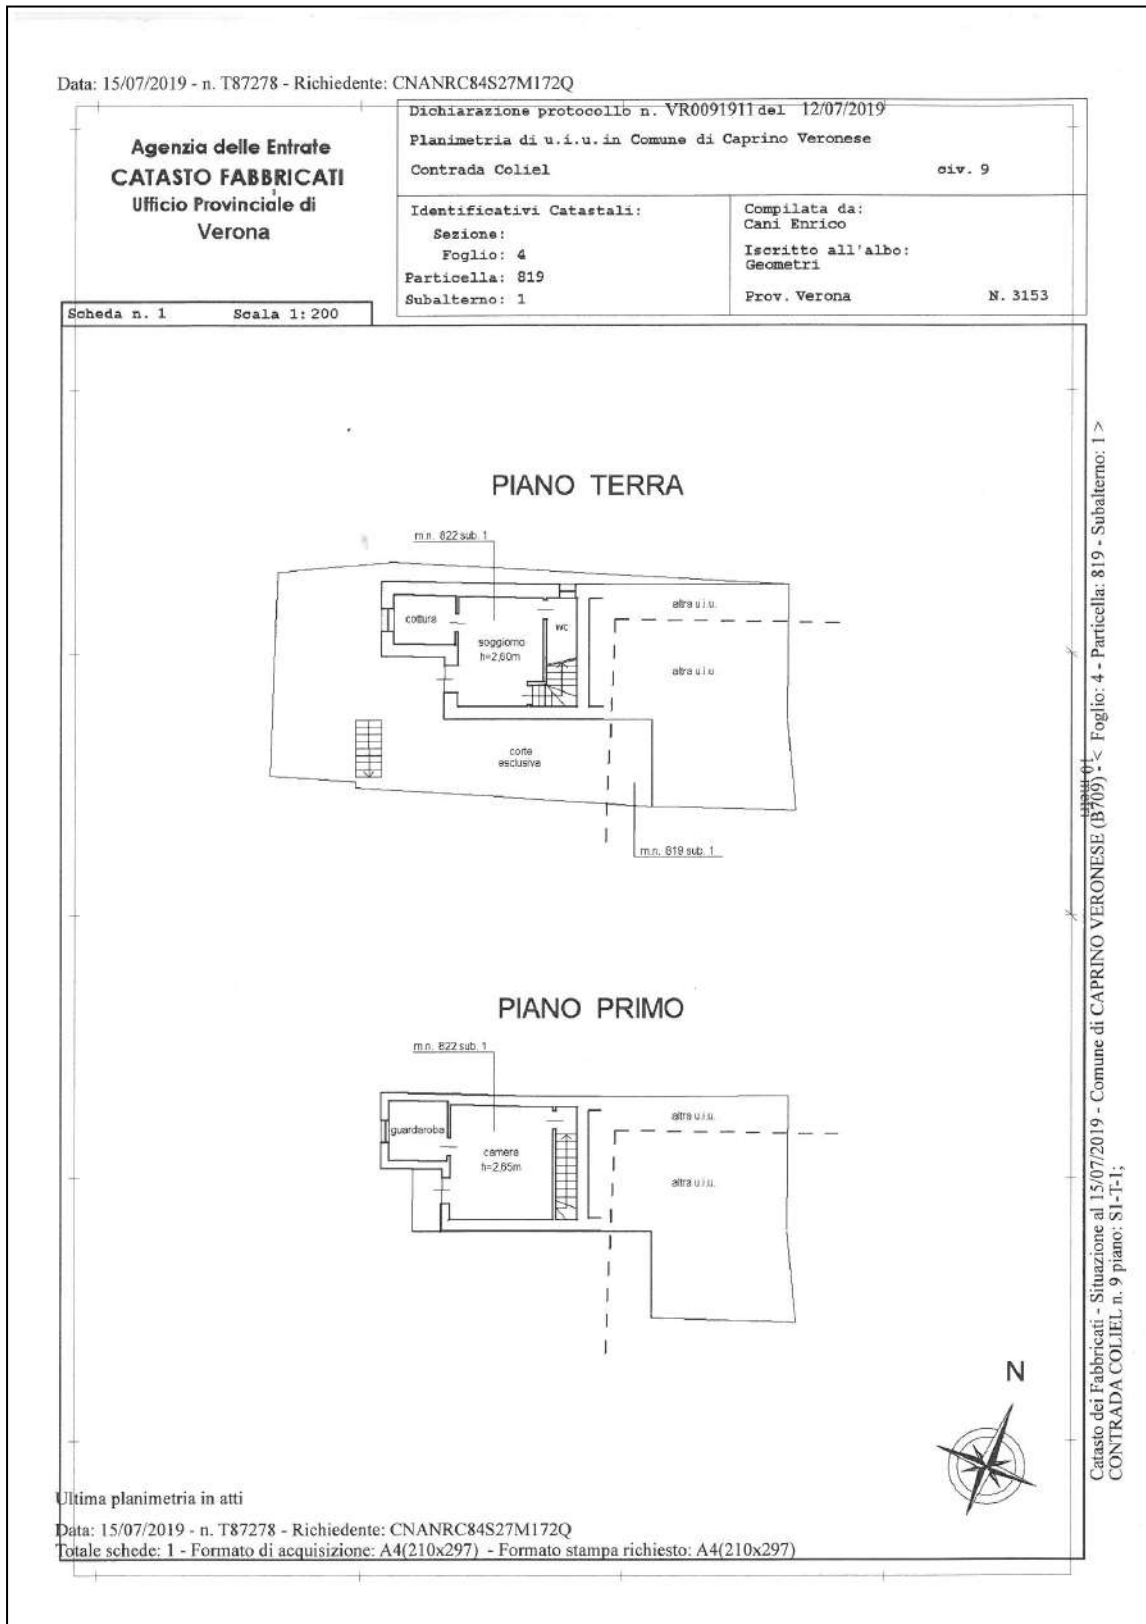 Data: 15/07/2019 - n. T87278 - Richiedente: CNANRC84S27M172Q
Agenzia delle Entrate
CATASTO FABBRICATI
Ufficio Provinciale di
Verona
Dichiarazione protocollo n. VR0091911 del 12/07/2019
Planimetria di u.i.u. in Comune di Caprino Veronese
Contrada Coliel civ. 9
Identificativi Catastali:
Sezione:
Foglio: 4
Particella: 819
Subalterno: 1
Compilata da:
Cani Enrico
Iscritto all'albo:
Geometri
Prov. Verona N. 3153
Scheda n. 1 Scala 1:200
PIANO TERRA
m.n. 822 sub. 1
cottura
soggiorno
h=2,60m
wc
altra u.i.u.
altra u.i.u
corte
esclusiva
m.n. 819 sub. 1
PIANO PRIMO
m.n. 822 sub. 1
guardaroba
camera
h=2,65m
altra u.i.u.
altra u.i.u.
N
10 metri
Catasto dei Fabbricati - Situazione al 15/07/2019 - Comune di CAPRINO VERONESE (B709) - < Foglio: 4 - Particella: 819 - Subalterno: 1 >
CONTRADA COLIEL n. 9 piano: S1-T-1;
Ultima planimetria in atti
Data: 15/07/2019 - n. T87278 - Richiedente: CNANRC84S27M172Q
Totale schede: 1 - Formato di acquisizione: A4(210x297) - Formato stampa richiesto: A4(210x297)